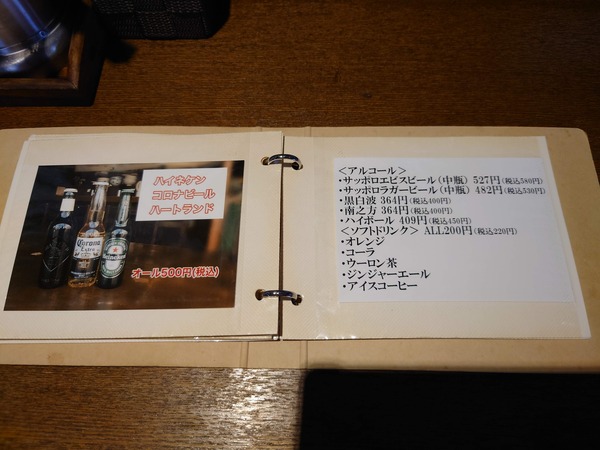 ハイネケン
コロナビール
ハートランド
Corona
Extra
Heineken
オール500円(税込)
＜アルコール＞
・サッポロエビスビール（中瓶） 527円(税込580円)
・サッポロラガービール（中瓶） 482円(税込530円)
・黒白波 364円(税込400円)
・南之方 364円(税込400円)
・ハイボール 409円(税込450円)
＜ソフトドリンク＞ ALL200円(税込220円)
・オレンジ
・コーラ
・ウーロン茶
・ジンジャーエール
・アイスコーヒー